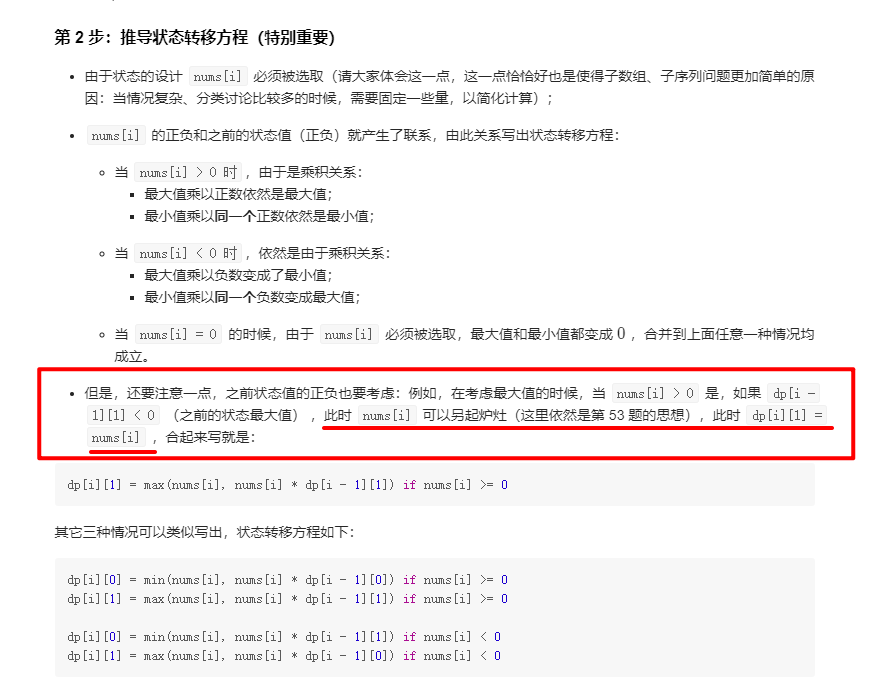 第 2 步：推导状态转移方程（特别重要）
由于状态的设计 nums[i] 必须被选取（请大家体会这一点，这一点恰恰好也是使得子数组、子序列问题更加简单的原
因：当情况复杂、分类讨论比较多的时候，需要固定一些量，以简化计算）；
nums[i] 的正负和之前的状态值（正负）就产生了联系，由此关系写出状态转移方程：
当 nums[i] > 0 时，由于是乘积关系：
最大值乘以正数依然是最大值；
最小值乘以同一个正数依然是最小值；
当 nums[i] < 0 时，依然是由于乘积关系：
最大值乘以负数变成了最小值；
最小值乘以同一个负数变成最大值；
当 nums[i] = 0 的时候，由于 nums[i] 必须被选取，最大值和最小值都变成 0 ，合并到上面任意一种情况均
成立。
但是，还要注意一点，之前状态值的正负也要考虑：例如，在考虑最大值的时候，当 nums[i] > 0 是，如果 dp[i -
1][1] < 0 （之前的状态最大值） ，此时 nums[i] 可以另起炉灶（这里依然是第 53 题的思想），此时 dp[i][1] =
nums[i] ，合起来写就是：
dp[i][1] = max(nums[i], nums[i] * dp[i - 1][1]) if nums[i] >= 0
其它三种情况可以类似写出，状态转移方程如下：
dp[i][0] = min(nums[i], nums[i] * dp[i - 1][0]) if nums[i] >= 0
dp[i][1] = max(nums[i], nums[i] * dp[i - 1][1]) if nums[i] >= 0
dp[i][0] = min(nums[i], nums[i] * dp[i - 1][1]) if nums[i] < 0
dp[i][1] = max(nums[i], nums[i] * dp[i - 1][0]) if nums[i] < 0